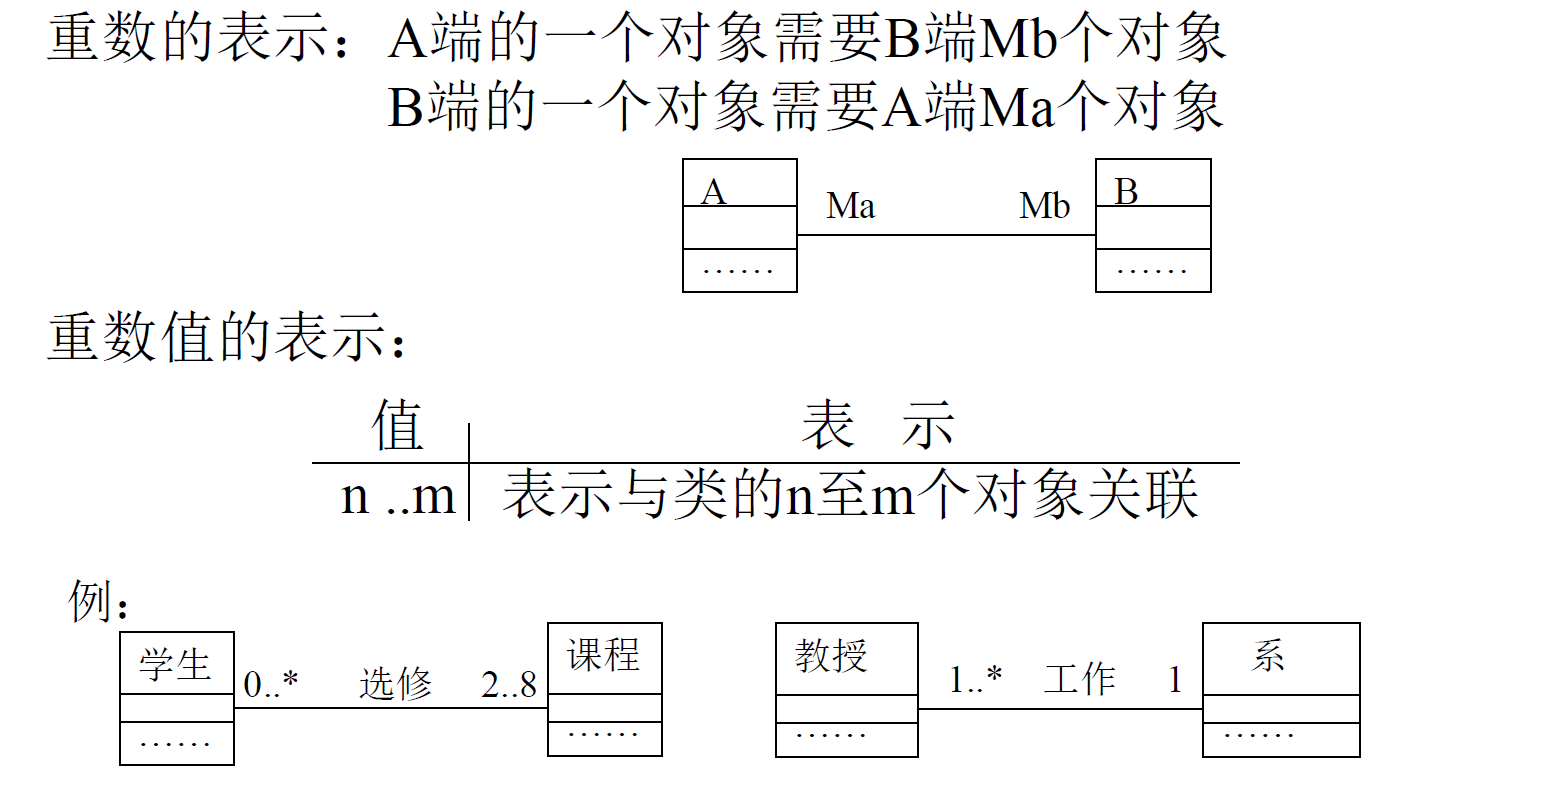 重数的表示：A端的一个对象需要B端Mb个对象
B端的一个对象需要A端Ma个对象
A Ma Mb B
…… ……
重数值的表示：
值 表 示
n ..m 表示与类的n至m个对象关联
例：
学生 0..* 选修 2..8 课程 教授 1..* 工作 1 系
…… …… …… ……